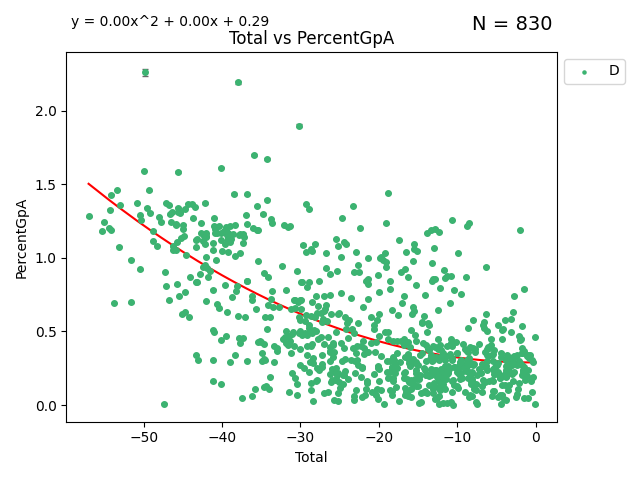 y = 0.00x^2 + 0.00x + 0.29
N = 830
Total vs PercentGpA
D
PercentGpA
2.0
1.5
1.0
0.5
0.0
−50
−40
−30
−20
−10
0
Total